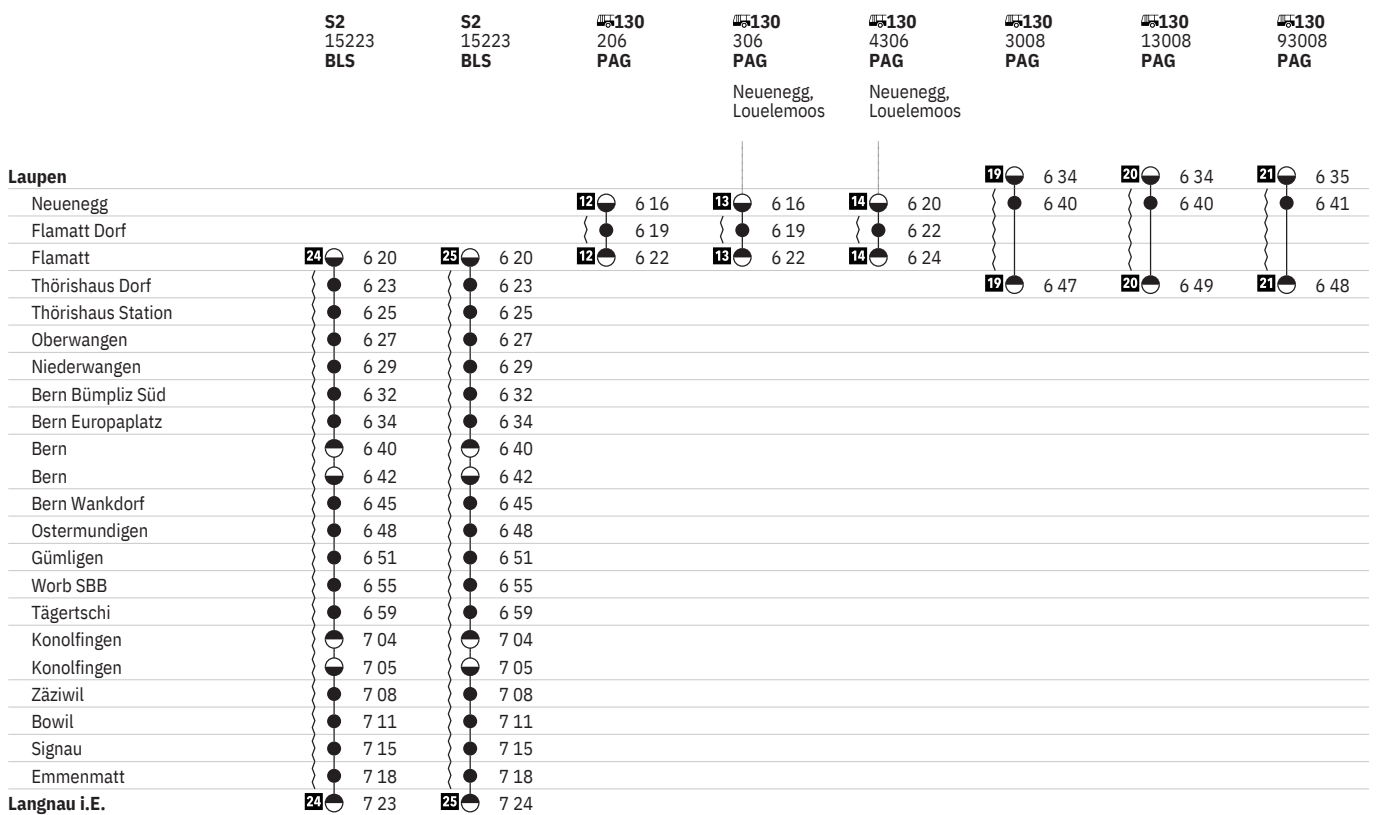 S2 S2 130 130 130 130 130 130
15223 15223 206 306 4306 3008 13008 93008
BLS BLS PAG PAG PAG PAG PAG PAG
Neuenegg, Neuenegg,
Louelemoos Louelemoos
Laupen 19 6 34 20 6 34 21 6 35
Neuenegg 12 6 16 13 6 16 14 6 20 6 40 6 40 6 41
Flamatt Dorf 6 19 6 19 6 22
Flamatt 24 6 20 25 6 20 12 6 22 13 6 22 14 6 24
Thörishaus Dorf 6 23 6 23 19 6 47 20 6 49 21 6 48
Thörishaus Station 6 25 6 25
Oberwangen 6 27 6 27
Niederwangen 6 29 6 29
Bern Bümpliz Süd 6 32 6 32
Bern Europaplatz 6 34 6 34
Bern 6 40 6 40
Bern 6 42 6 42
Bern Wankdorf 6 45 6 45
Ostermundigen 6 48 6 48
Gümligen 6 51 6 51
Worb SBB 6 55 6 55
Tägertschi 6 59 6 59
Konolfingen 7 04 7 04
Konolfingen 7 05 7 05
Zäziwil 7 08 7 08
Bowil 7 11 7 11
Signau 7 15 7 15
Emmenmatt 7 18 7 18
Langnau i.E. 24 7 23 25 7 24